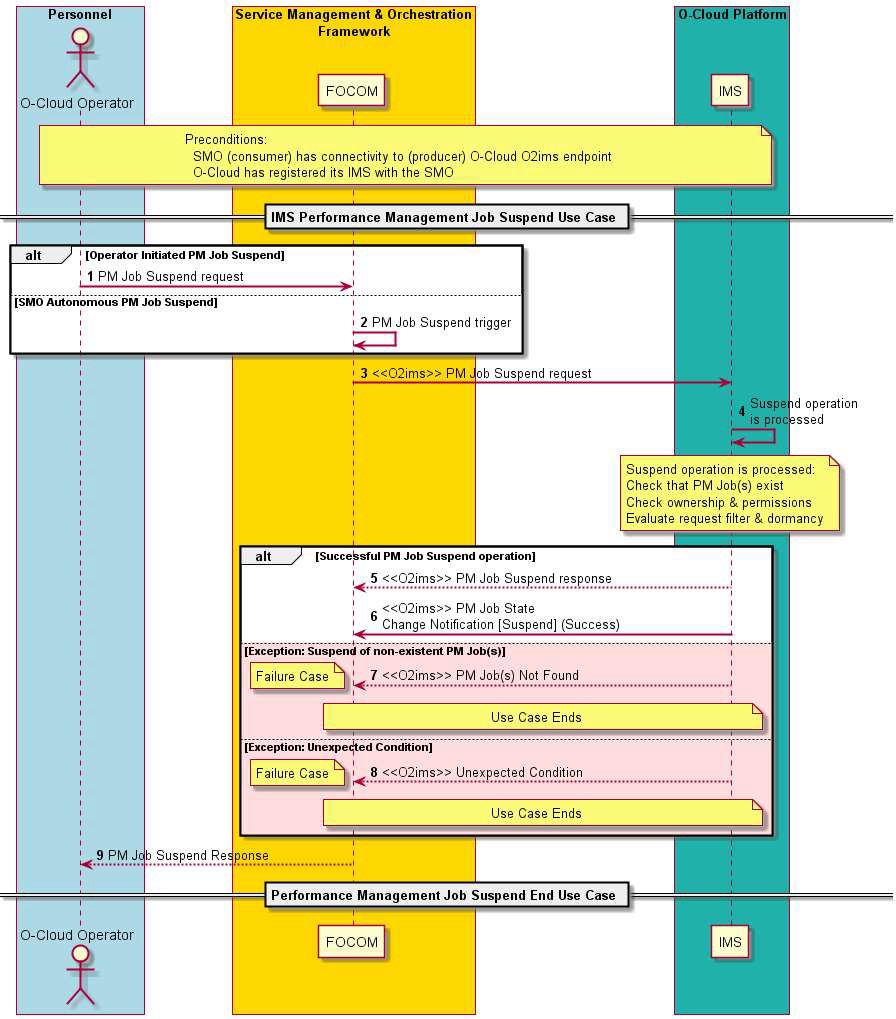 Personnel
Service Management & Orchestration
Framework
O-Cloud Platform
O-Cloud Operator
FOCOM
IMS
Preconditions:
SMO (consumer) has connectivity to (producer) O-Cloud O2ims endpoint
O-Cloud has registered its IMS with the SMO
IMS Performance Management Job Suspend Use Case
alt [Operator Initiated PM Job Suspend]
1 PM Job Suspend request
[SMO Autonomous PM Job Suspend]
2 PM Job Suspend trigger
3 <<O2ims>> PM Job Suspend request
4 Suspend operation
is processed
Suspend operation is processed:
Check that PM Job(s) exist
Check ownership & permissions
Evaluate request filter & dormancy
alt [Successful PM Job Suspend operation]
5 <<O2ims>> PM Job Suspend response
6 <<O2ims>> PM Job State
Change Notification [Suspend] (Success)
[Exception: Suspend of non-existent PM Job(s)]
Failure Case
7 <<O2ims>> PM Job(s) Not Found
Use Case Ends
[Exception: Unexpected Condition]
Failure Case
8 <<O2ims>> Unexpected Condition
Use Case Ends
9 PM Job Suspend Response
Performance Management Job Suspend End Use Case
O-Cloud Operator
FOCOM
IMS